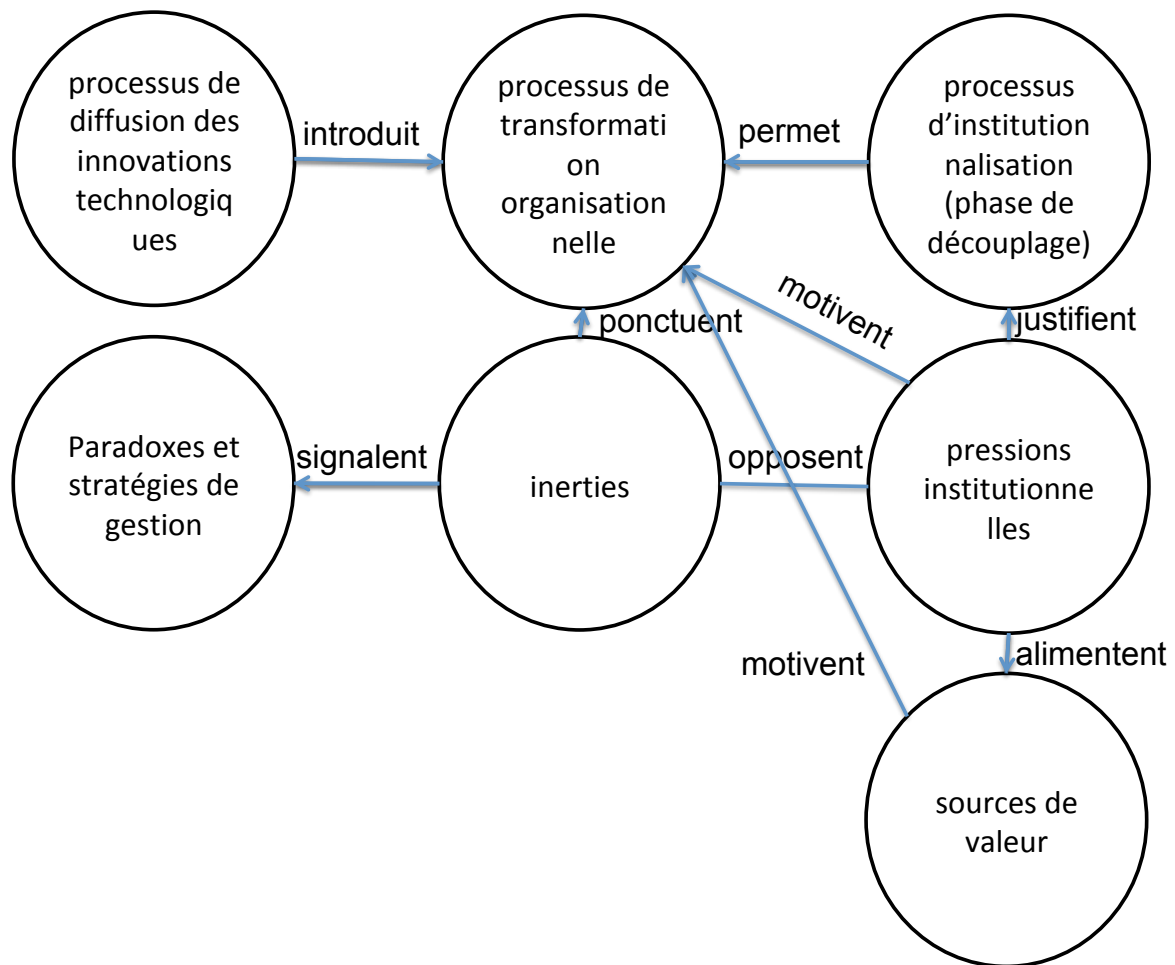 processus de
diffusion des
innovations
technologiq
ues
introduit
processus de
transformati
on
organisation
nelle
permet
processus
d’institution
nalisation
(phase de
découplage)
ponctuent
motivent
justifient
Paradoxes et
stratégies de
gestion
signalent
inerties
opposent
pressions
institutionne
lles
motivent
alimentent
sources de
valeur